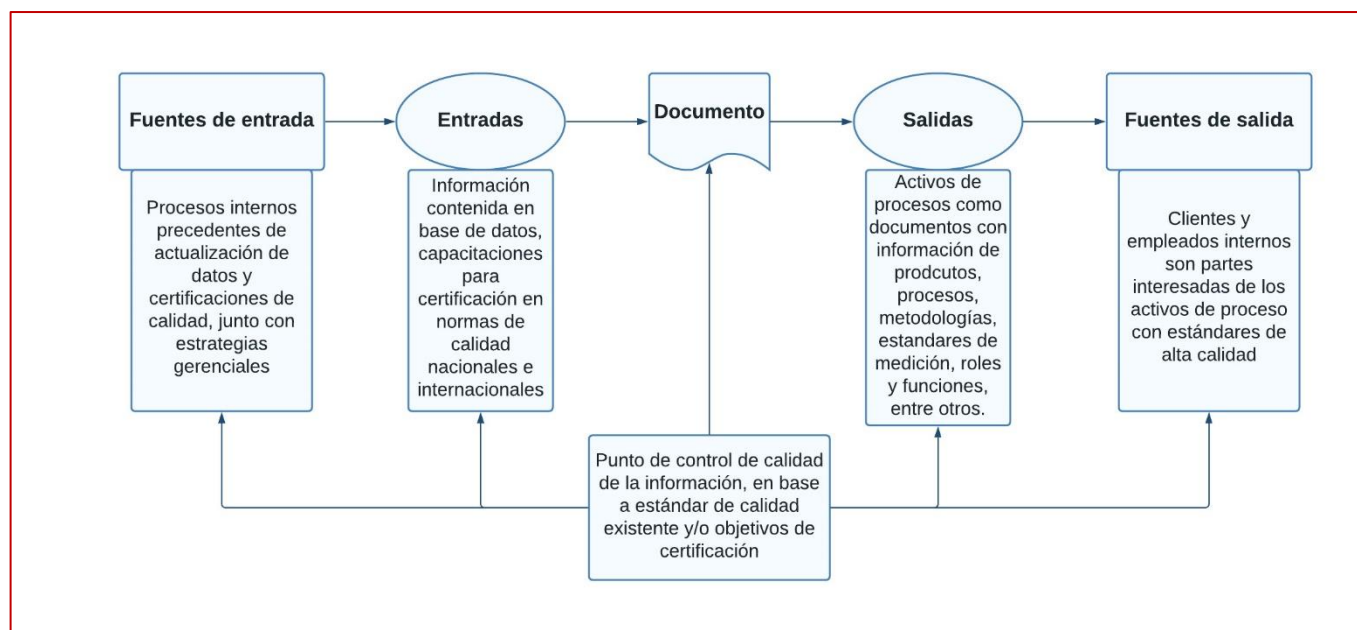 Fuentes de entrada
Entradas
Documento
Salidas
Fuentes de salida
Procesos internos
precedentes de
actualización de
datos y
certificaciones de
calidad, junto con
estrategias
gerenciales
Información
contenida en
base de datos,
capacitaciones
para
certificación en
normas de
calidad
nacionales e
internacionales
Activos de
procesos como
documentos con
información de
prodcutos,
procesos,
metodologías,
estandares de
medición, roles
y funciones,
entre otros.
Clientes y
empleados internos
son partes
interesadas de los
activos de proceso
con estándares de
alta calidad
Punto de control de calidad
de la información, en base
a estándar de calidad
existente y/o objetivos de
certificación